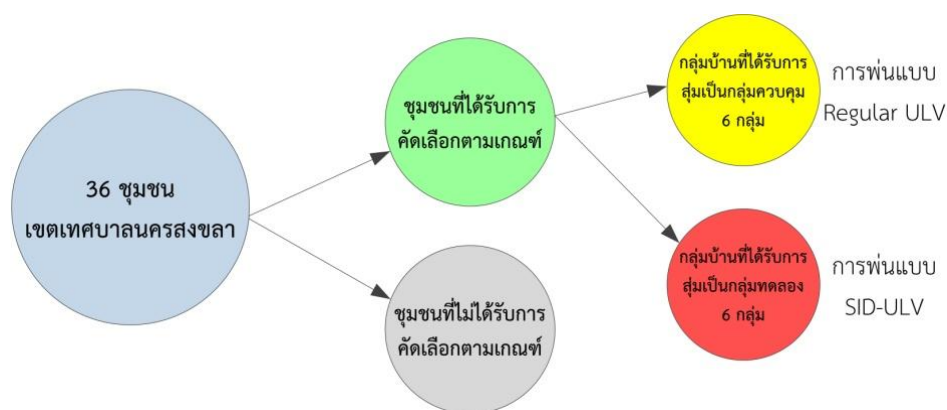 36 ชุมชน
เขตเทศบาลนครสงขลา
ชุมชนที่ได้รับการ
คัดเลือกตามเกณฑ์
ชุมชนที่ไม่ได้รับการ
คัดเลือกตามเกณฑ์
กลุ่มบ้านที่ได้รับการ
สุ่มเป็นกลุ่มควบคุม
6 กลุ่ม
การพ่นแบบ
Regular ULV
กลุ่มบ้านที่ได้รับการ
สุ่มเป็นกลุ่มทดลอง
6 กลุ่ม
การพ่นแบบ
SID-ULV